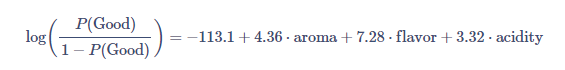 log(P(Good) / 1 − P(Good)) = −113.1 + 4.36 · aroma + 7.28 · flavor + 3.32 · acidity